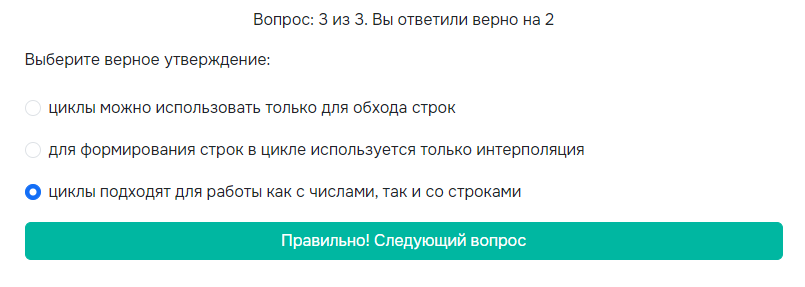 Вопрос: 3 из 3. Вы ответили верно на 2
Выберите верное утверждение:
циклы можно использовать только для обхода строк
для формирования строк в цикле используется только интерполяция
циклы подходят для работы как с числами, так и со строками
Правильно! Следующий вопрос